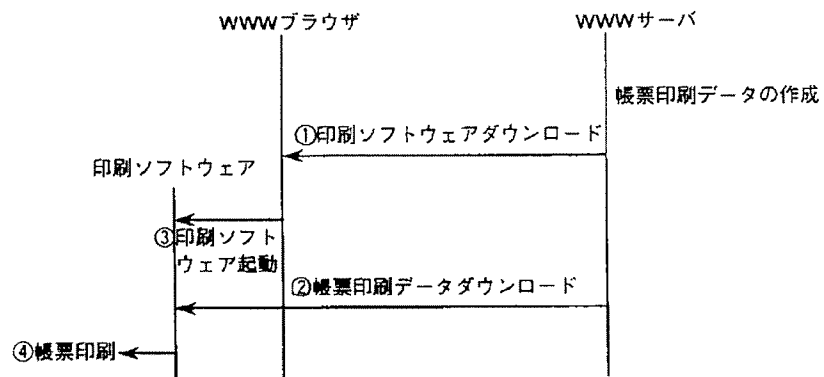 WWWブラウザ
WWWサーバ
帳票印刷データの作成
①印刷ソフトウェアダウンロード
印刷ソフトウェア
③印刷ソフト
ウェア起動
②帳票印刷データダウンロード
④帳票印刷